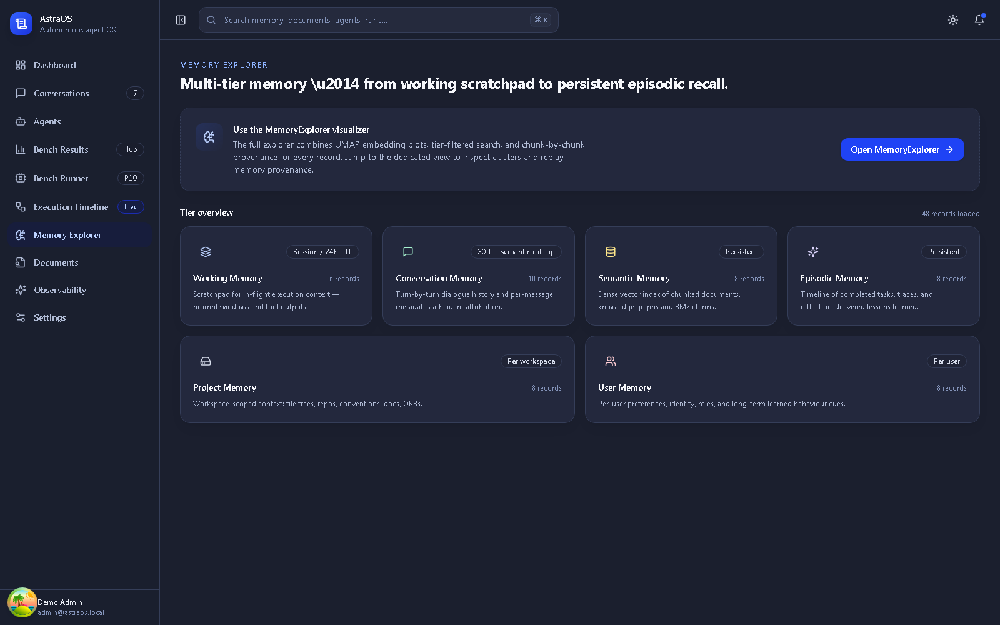 AstraOS
Autonomous agent OS
Dashboard
Conversations 7
Agents
Bench Results Hub
Bench Runner P10
Execution Timeline Live
Memory Explorer
Documents
Observability
Settings
Demo Admin
admin@astraos.local
Search memory, documents, agents, runs... ⌘ K
MEMORY EXPLORER
Multi-tier memory \u2014 from working scratchpad to persistent episodic recall.
Use the MemoryExplorer visualizer
The full explorer combines UMAP embedding plots, tier-filtered search, and chunk-by-chunk
provenance for every record. Jump to the dedicated view to inspect clusters and replay
memory provenance.
Open MemoryExplorer →
Tier overview 48 records loaded
Session / 24h TTL
Working Memory 6 records
Scratchpad for in-flight execution context —
prompt windows and tool outputs.
30d → semantic roll-up
Conversation Memory 10 records
Turn-by-turn dialogue history and per-message
metadata with agent attribution.
Persistent
Semantic Memory 8 records
Dense vector index of chunked documents,
knowledge graphs and BM25 terms.
Persistent
Episodic Memory 8 records
Timeline of completed tasks, traces, and
reflection-delivered lessons learned.
Per workspace
Project Memory 8 records
Workspace-scoped context: file trees, repos, conventions, docs, OKRs.
Per user
User Memory 8 records
Per-user preferences, identity, roles, and long-term learned behaviour cues.